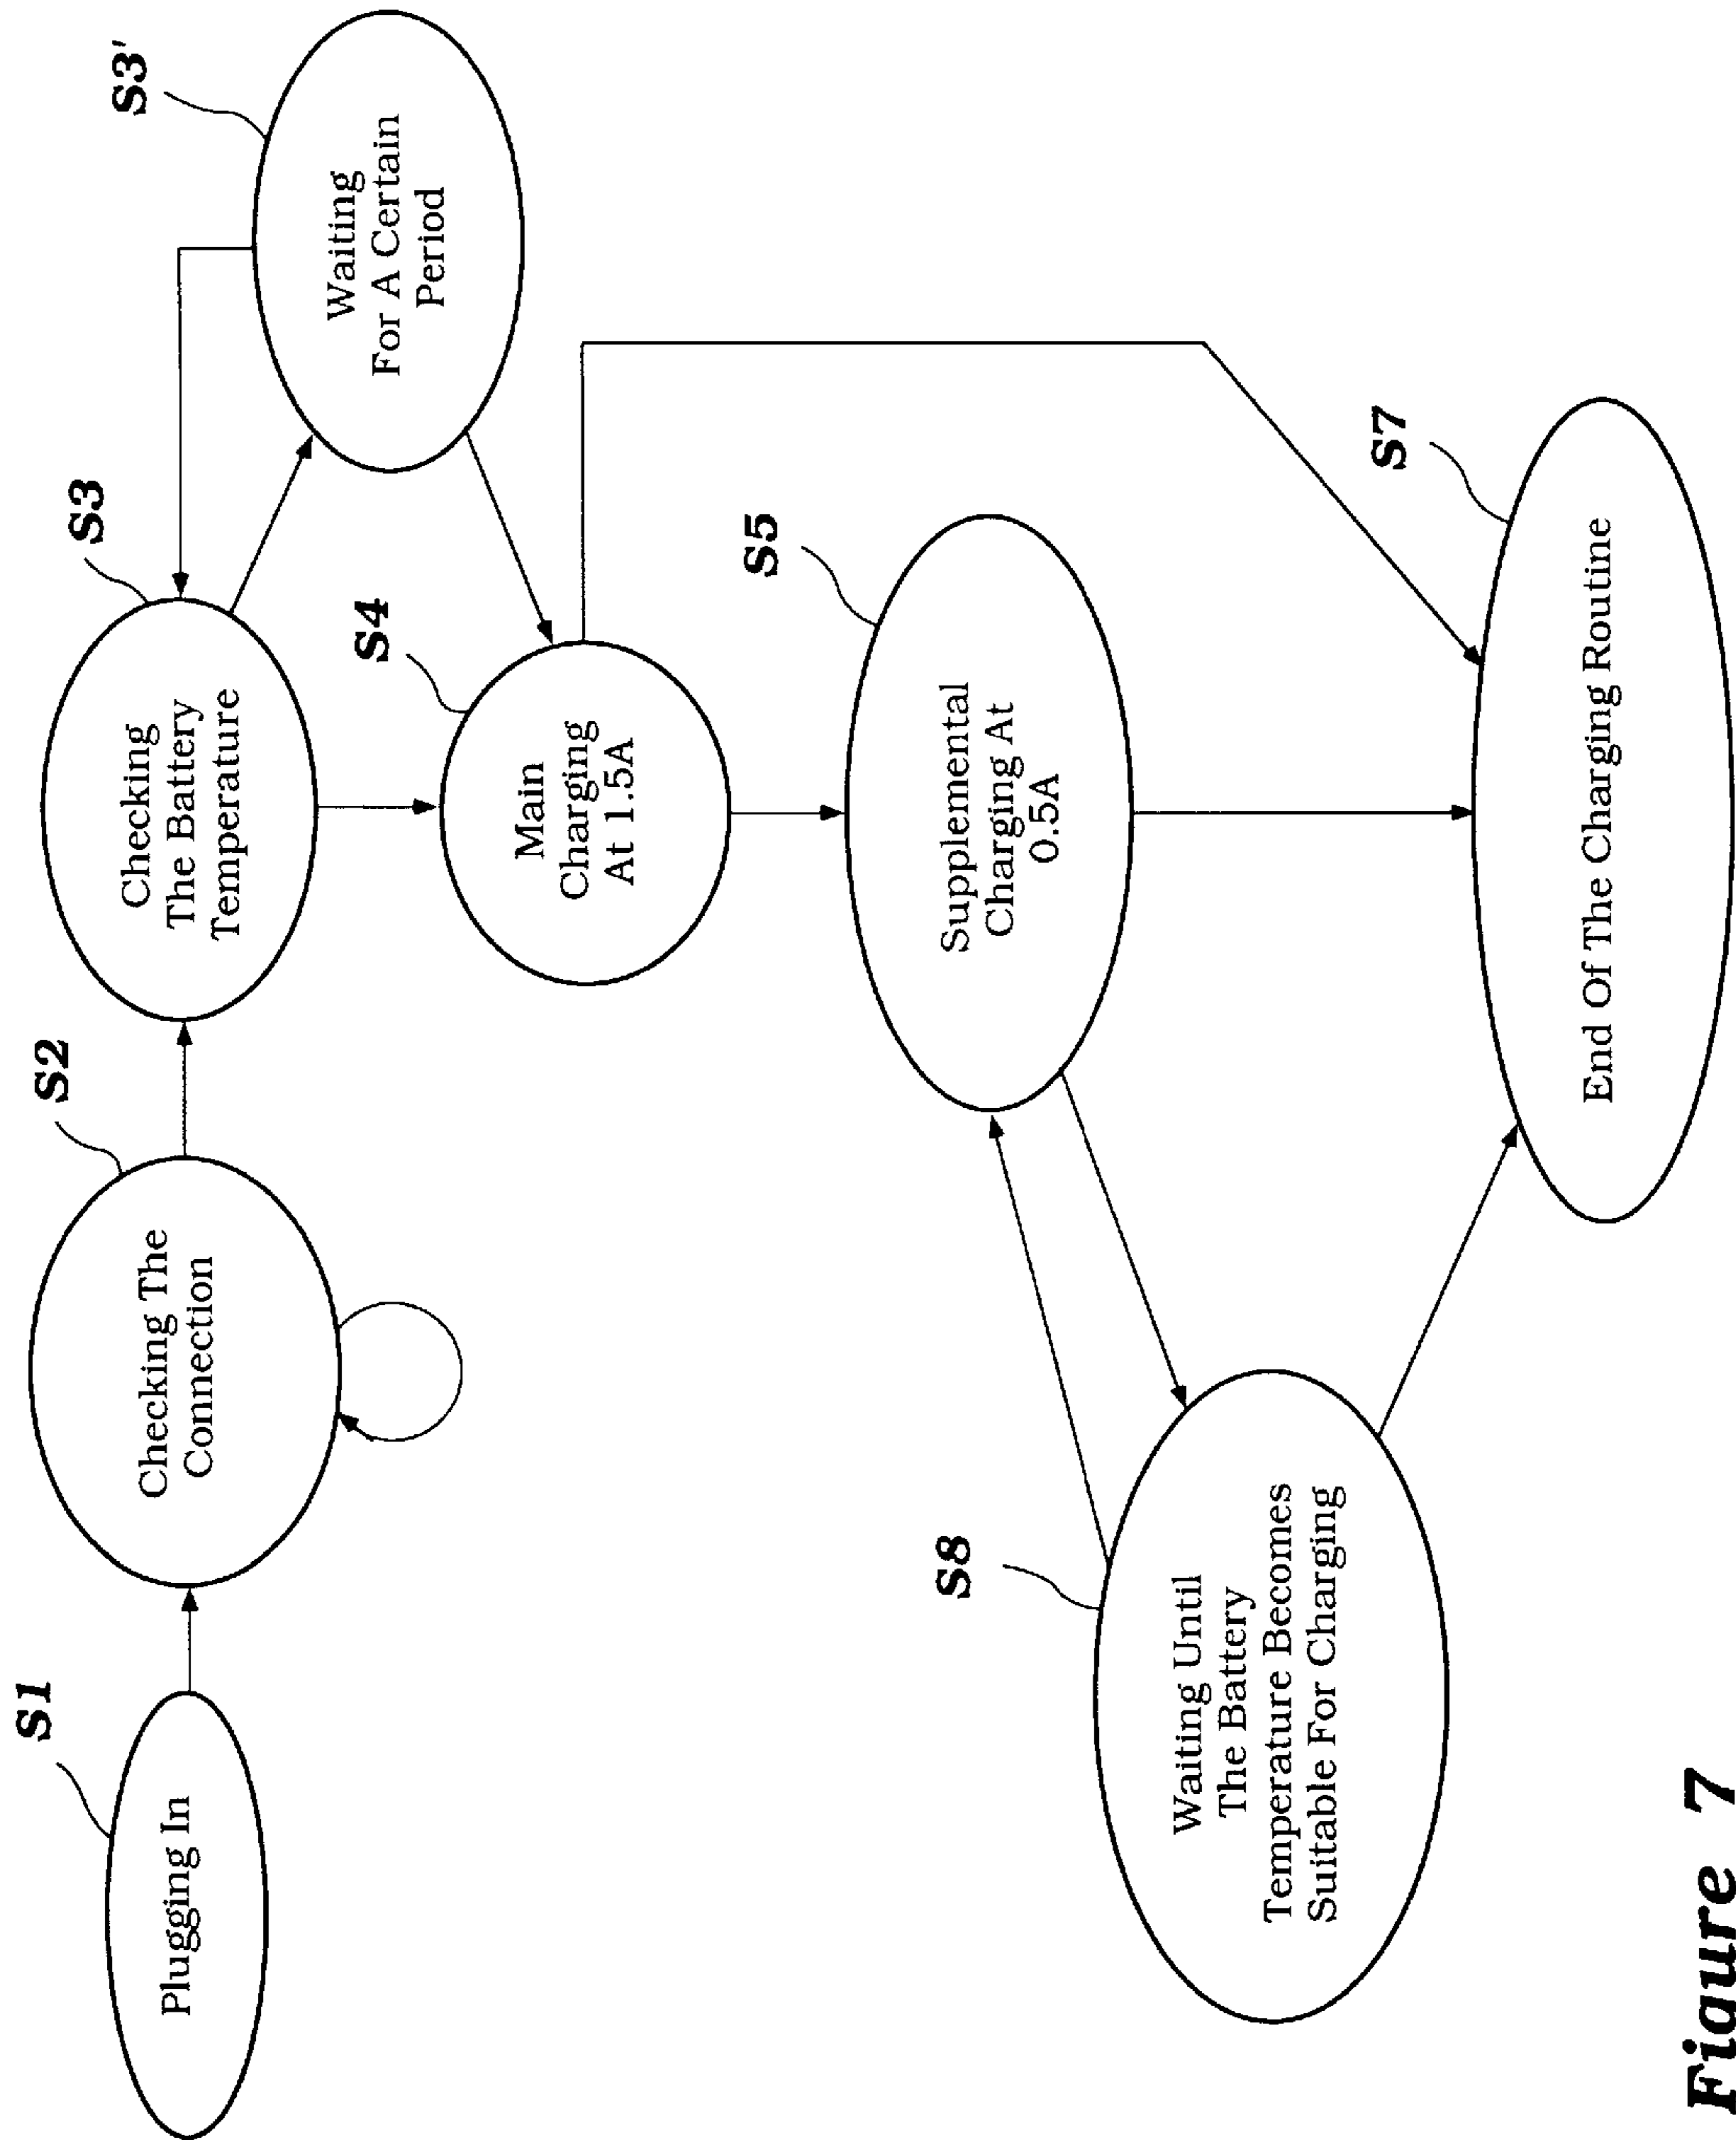 S1
Plugging In
S2
Checking The
Connection
S3
Checking
The Battery
Temperature
S3'
Waiting
For A Certain
Period
S4
Main
Charging
At 1.5A
S5
Supplemental
Charging At
0.5A
S8
Waiting Until
The Battery
Temperature Becomes
Suitable For Charging
S7
End Of The Charging Routine
Figure 7